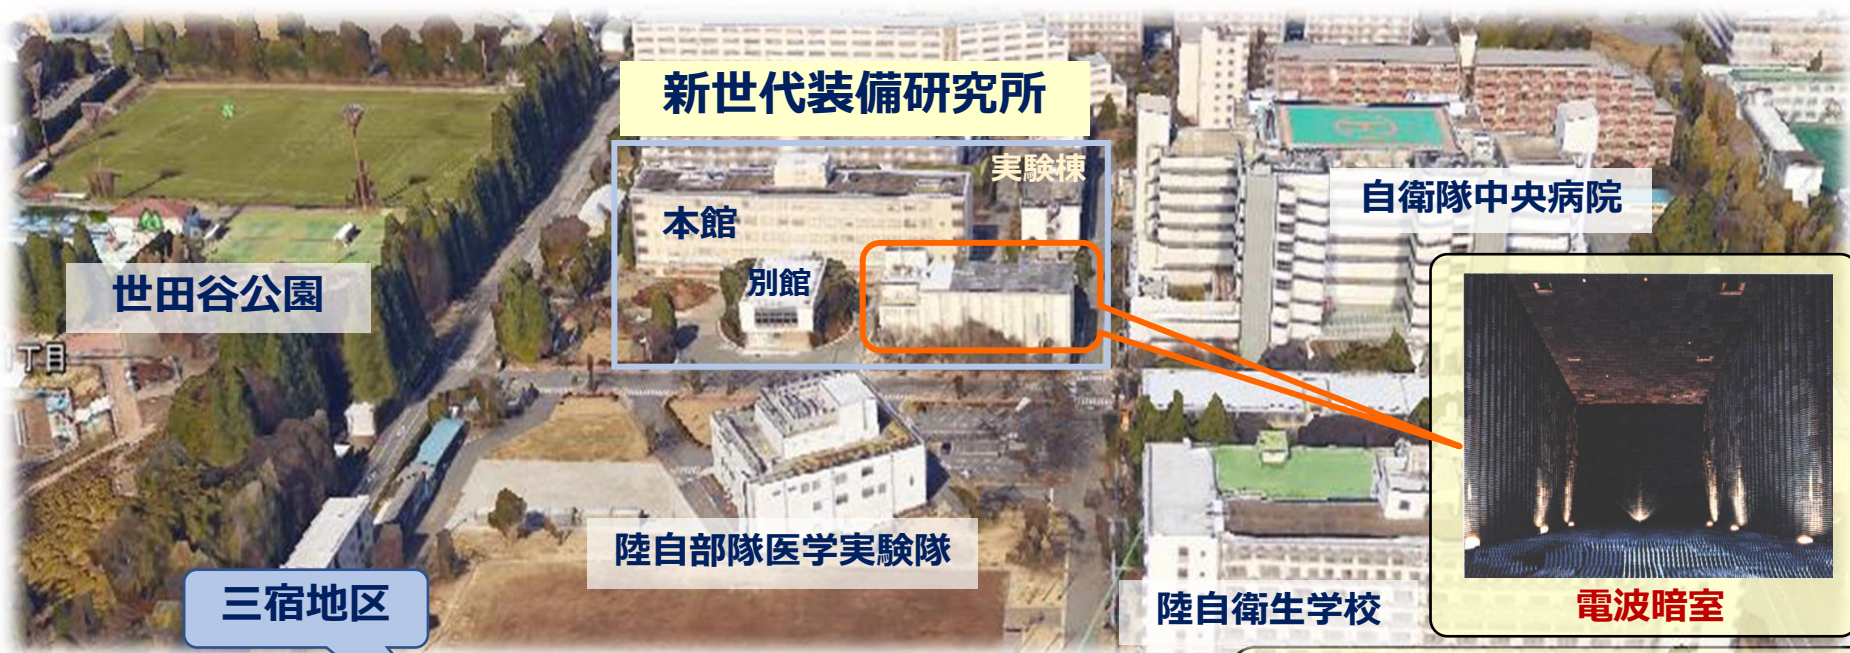 新世代装備研究所
実験棟
本館
別館
自衛隊中央病院
世田谷公園
丁目
陸自部隊医学実験隊
三宿地区
陸自衛生学校
電波暗室